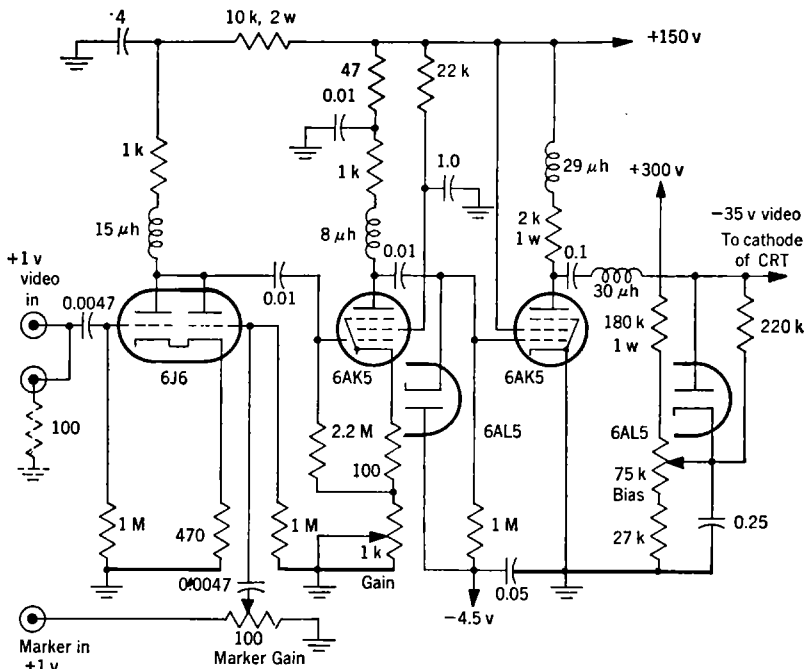 .4
10 k, 2 w
+150 v
47
22 k
0.01
1 k
1 k
1.0
29 μh
+300 v
15 μh
8 μh
2 k
1 w
-35 v video
To cathode
of CRT
+1 v
video
in
0.0047
0.01
0.01
0.1
30 μh
180 k
1 w
220 k
6J6
6AK5
6AK5
100
2.2 M
100
6AL5
6AL5
75 k
Bias
1 M
470
1 M
1 k
Gain
1 M
27 k
0.25
0.0047
0.05
-4.5 v
100
Marker Gain
Marker in
+1 v